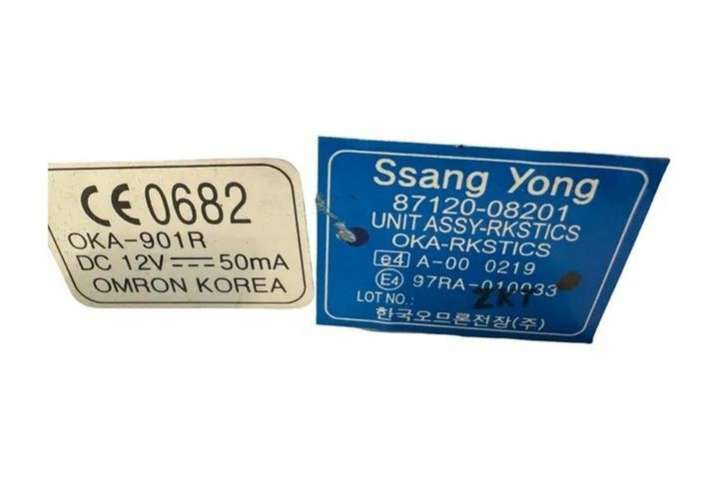 CE 0682
OKA-901R
DC 12V ⎓ 50mA
OMRON KOREA
Ssang Yong
87120-08201
UNIT ASSY-RKSTICS
OKA-RKSTICS
e4 A-00 0219
E4 97RA-010033
LOT NO.:
한국오므론전장(주)